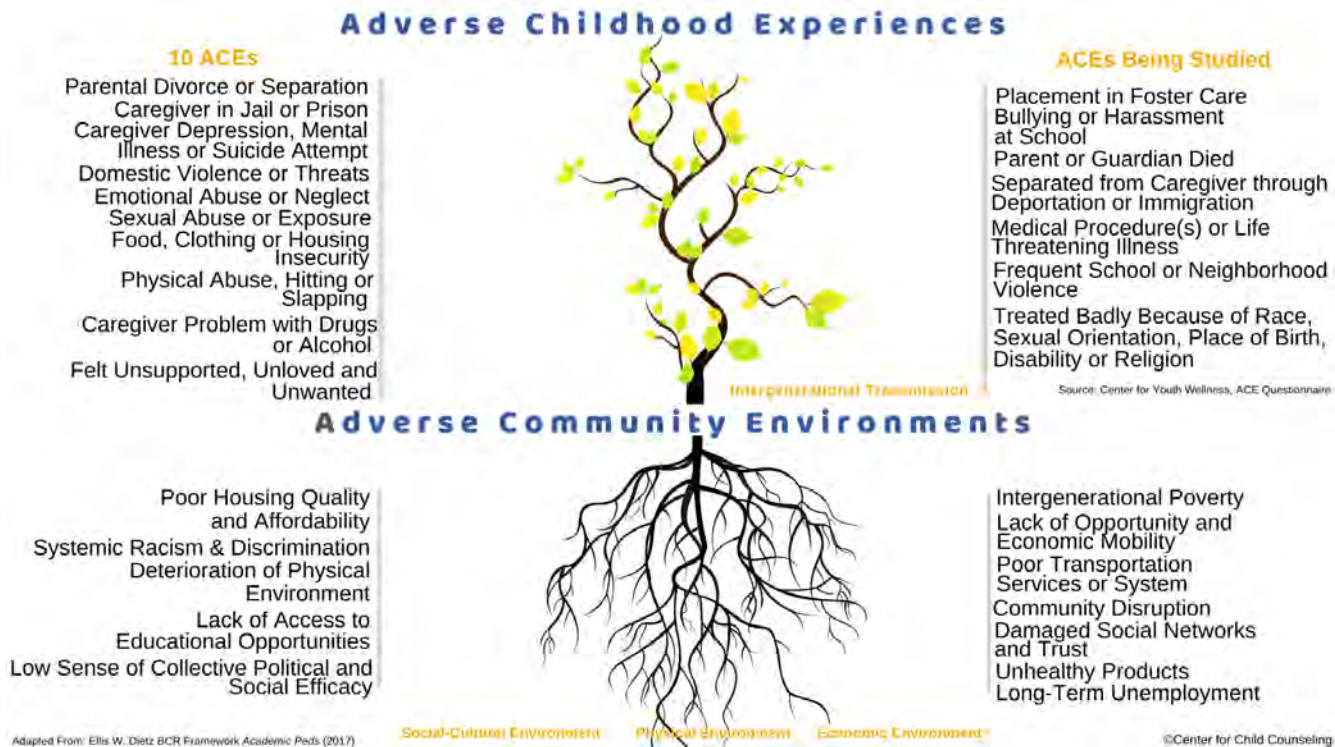 Adverse Childhood Experiences
10 ACEs
Parental Divorce or Separation
Caregiver in Jail or Prison
Caregiver Depression, Mental
Illness or Suicide Attempt
Domestic Violence or Threats
Emotional Abuse or Neglect
Sexual Abuse or Exposure
Food, Clothing or Housing
Insecurity
Physical Abuse, Hitting or
Slapping
Caregiver Problem with Drugs
or Alcohol
Felt Unsupported, Unloved and
Unwanted
ACEs Being Studied
Placement in Foster Care
Bullying or Harassment
at School
Parent or Guardian Died
Separated from Caregiver through
Deportation or Immigration
Medical Procedure(s) or Life
Threatening Illness
Frequent School or Neighborhood
Violence
Treated Badly Because of Race,
Sexual Orientation, Place of Birth,
Disability or Religion
Intergenerational Transmission
Source: Center for Youth Wellness, ACE Questionnaire
Adverse Community Environments
Poor Housing Quality
and Affordability
Systemic Racism & Discrimination
Deterioration of Physical
Environment
Lack of Access to
Educational Opportunities
Low Sense of Collective Political and
Social Efficacy
Intergenerational Poverty
Lack of Opportunity and
Economic Mobility
Poor Transportation
Services or System
Community Disruption
Damaged Social Networks
and Trust
Unhealthy Products
Long-Term Unemployment
Social-Cultural Environment Physical Environment Economic Environment
Adapted From: Ellis W. Dietz BCR Framework Academic Peds (2017)
©Center for Child Counseling